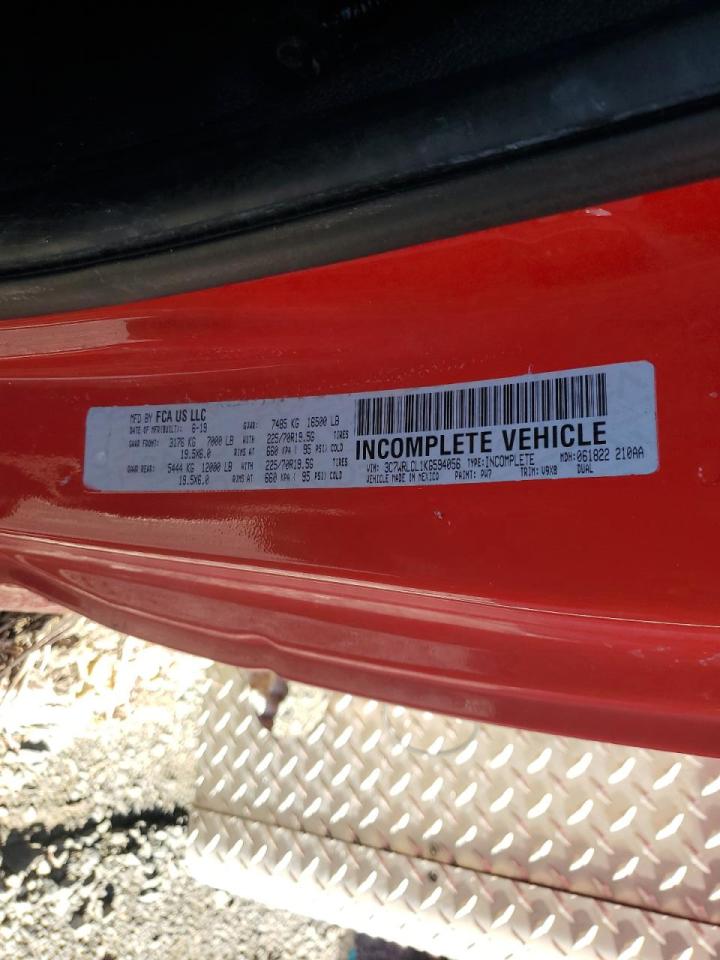 MFD BY FCA US LLC
DATE OF MFR(BUILT): 6-19 GVWR: 7485 KG 16500 LB
GAWR FRONT: 3176 KG 7000 LB WITH 225/70R19.5G TIRES
19.5X6.0 RIMS AT 660 KPA ( 95 PSI) COLD
GAWR REAR: 5444 KG 12000 LB WITH 225/70R19.5G TIRES
19.5X6.0 RIMS AT 660 KPA ( 95 PSI) COLD
INCOMPLETE VEHICLE
VIN: 3C7WRLCL1KG594056 TYPE: INCOMPLETE MDH: 061822 210AA
VEHICLE MADE IN MEXICO PAINT: PW7 TRIM: V9X8 DUAL